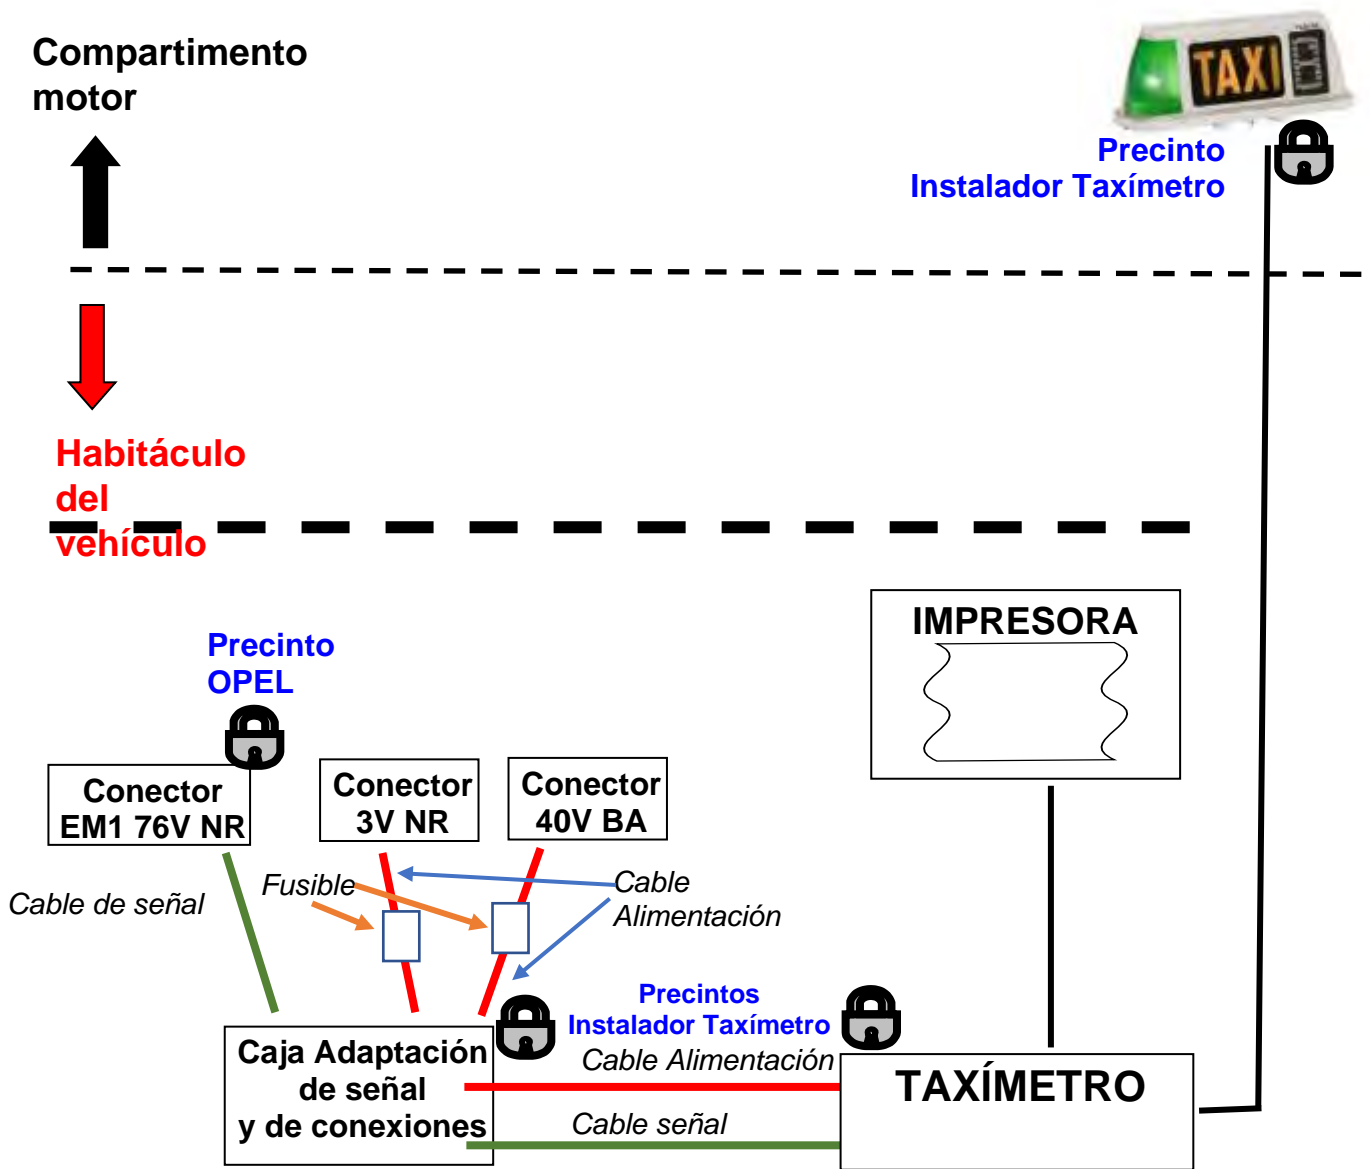 Compartimento
motor
TAXI
Precinto
Instalador Taxímetro
Habitáculo
del
vehículo
IMPRESORA
Precinto
OPEL
Conector
EM1 76V NR
Conector
3V NR
Conector
40V BA
Cable de señal
Fusible
Cable
Alimentación
Precintos
Instalador Taxímetro
Cable Alimentación
Caja Adaptación
de señal
y de conexiones
TAXÍMETRO
Cable señal